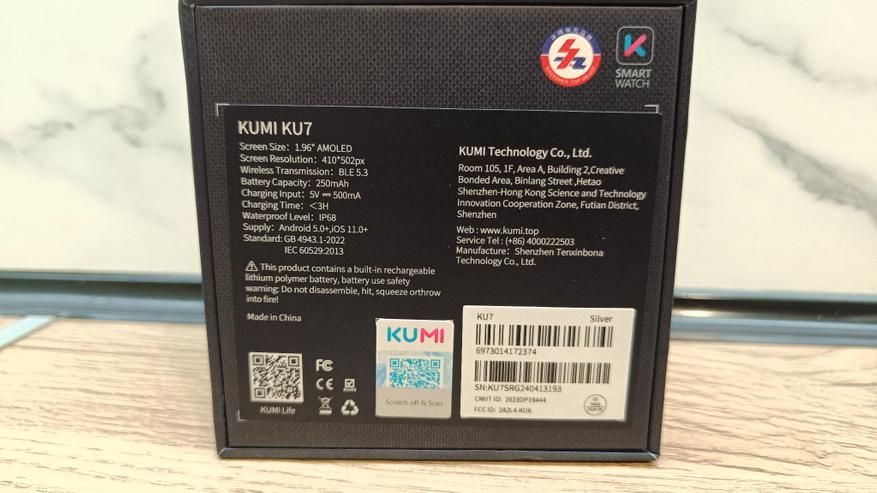 SMART
WATCH
KUMI KU7
Screen Size: 1.96" AMOLED
Screen Resolution: 410*502px
Wireless Transmission: BLE 5.3
Battery Capacity: 250mAh
Charging Input: 5V⎓500mA
Charging Time: <3H
Waterproof Level: IP68
Supply: Android 5.0+,iOS 11.0+
Standard: GB 4943.1-2022
IEC 60529:2013
⚠ This product contains a built-in rechargeable
lithium polymer battery, battery use safety
warning: Do not disassemble, hit, squeeze orthrow
into fire!
Made in China
KUMI Life
FC
CE
KUMI Technology Co., Ltd.
Room 105, 1F, Area A, Building 2,Creative
Bonded Area, Binlang Street ,Hetao
Shenzhen-Hong Kong Science and Technology
Innovation Cooperation Zone, Futian District,
Shenzhen
Web : www.kumi.top
Service Tel : (+86) 4000222503
Manufacture: Shenzhen Tenxinbona
Technology Co., Ltd.
KUMI
Scratch off & Scan
KU7 Silver
6973014172374
SN:KU7SRG240413193
CMIIT ID: 2023DP19444
FCC ID: 2A2L4-KU6